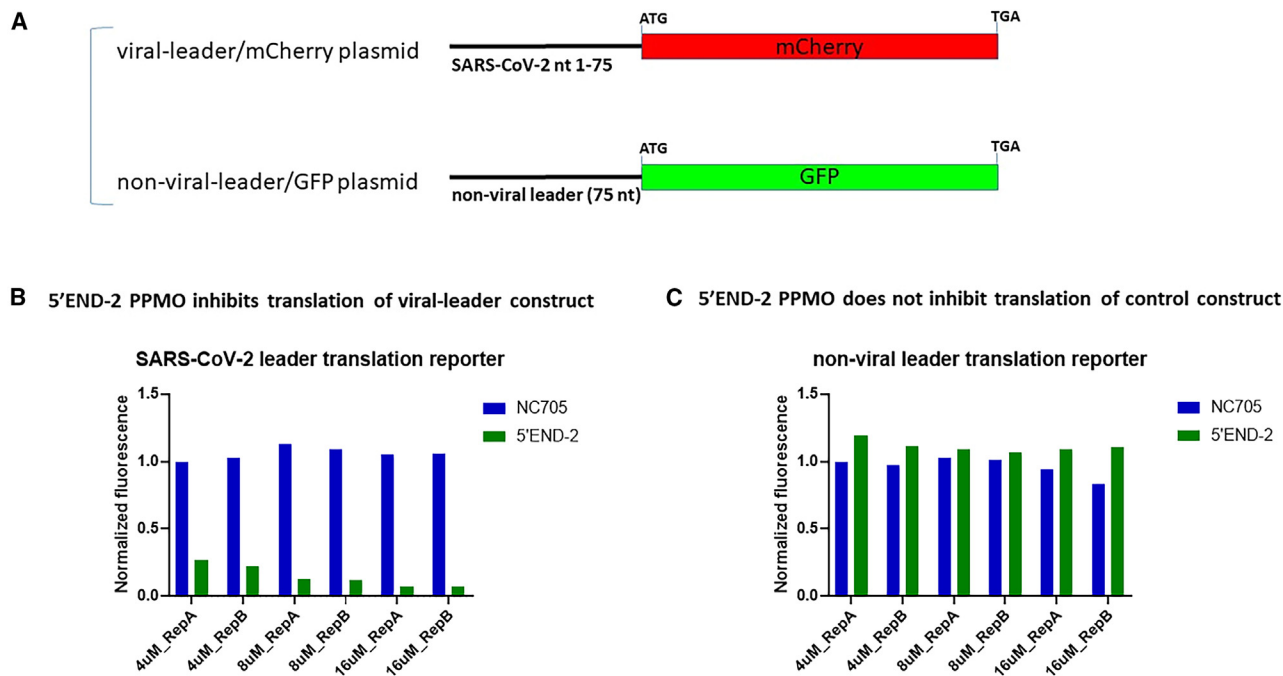 A
viral-leader/mCherry plasmid
ATG
TGA
mCherry
SARS-CoV-2 nt 1-75
non-viral-leader/GFP plasmid
ATG
TGA
GFP
non-viral leader (75 nt)
B 5'END-2 PPMO inhibits translation of viral-leader construct
SARS-CoV-2 leader translation reporter
Normalized fluorescence
1.5
1.0
0.5
0.0
4uM_RepA
4uM_RepB
8uM_RepA
8uM_RepB
16uM_RepA
16uM_RepB
NC705
5'END-2
C 5'END-2 PPMO does not inhibit translation of control construct
non-viral leader translation reporter
Normalized fluorescence
1.5
1.0
0.5
0.0
4uM_RepA
4uM_RepB
8uM_RepA
8uM_RepB
16uM_RepA
16uM_RepB
NC705
5'END-2